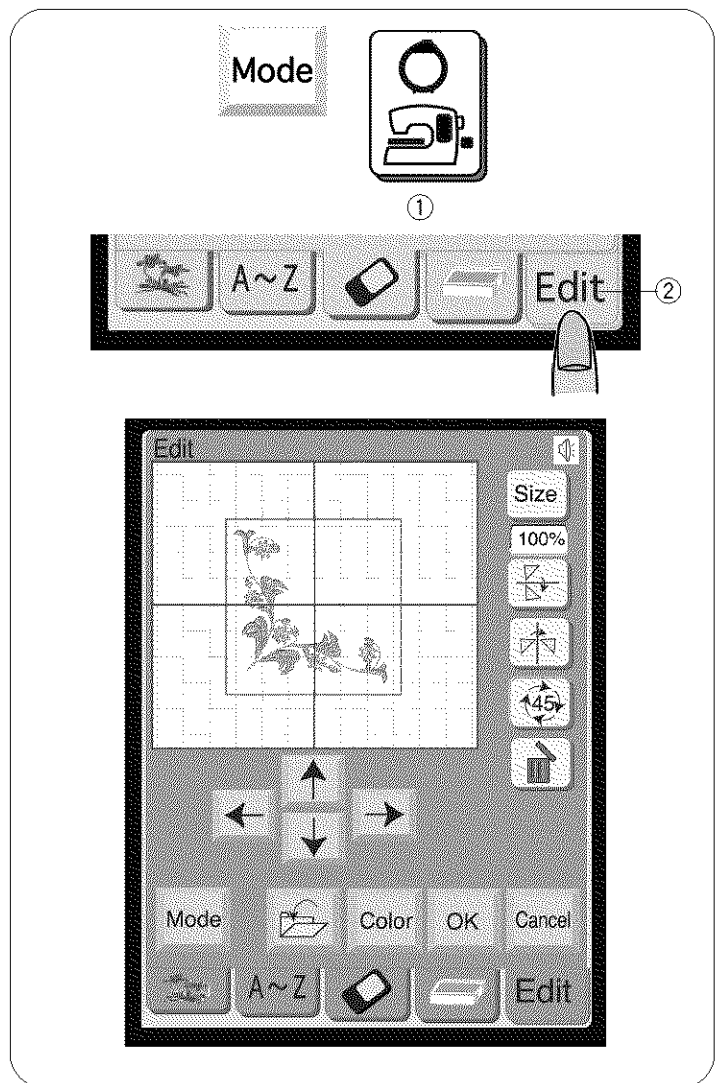 Mode
①
A~Z
Edit
②
Edit
Size
100%
45
Mode
Color
OK
Cancel
A~Z
Edit